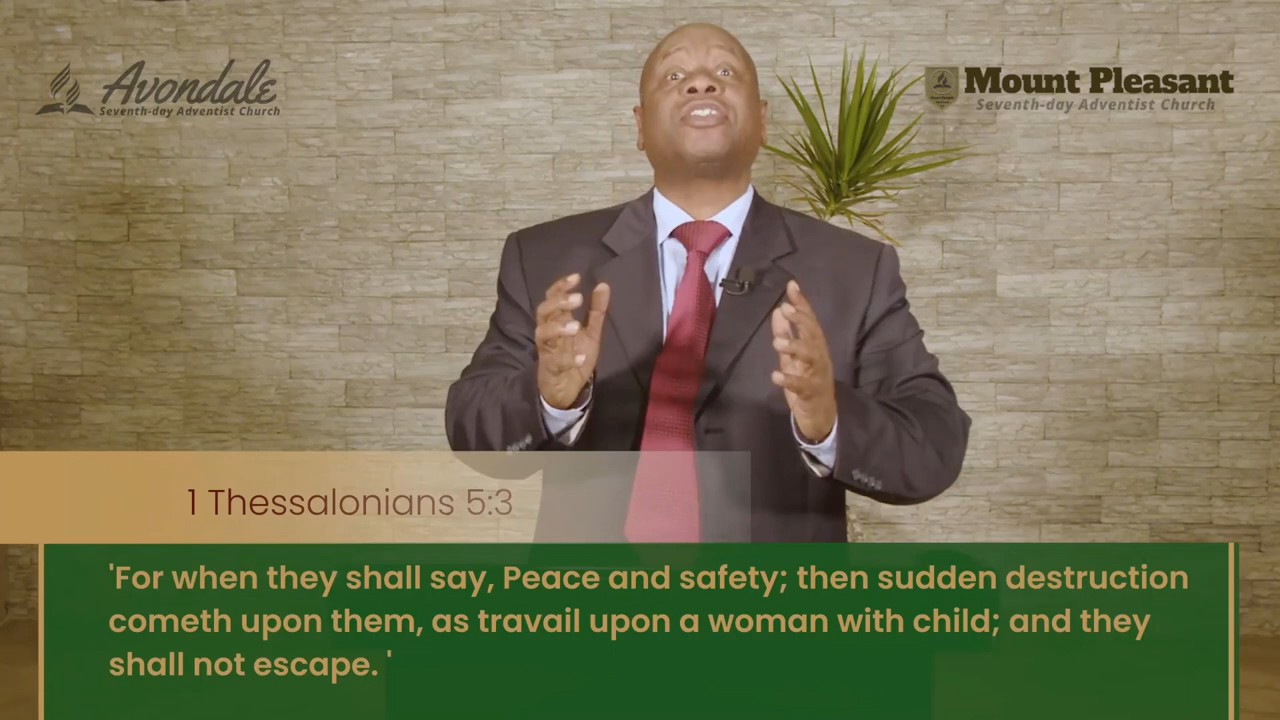 Avondale
Seventh-day Adventist Church
Mount Pleasant
Seventh-day Adventist Church
1 Thessalonians 5:3
'For when they shall say, Peace and safety; then sudden destruction
cometh upon them, as travail upon a woman with child; and they
shall not escape. '